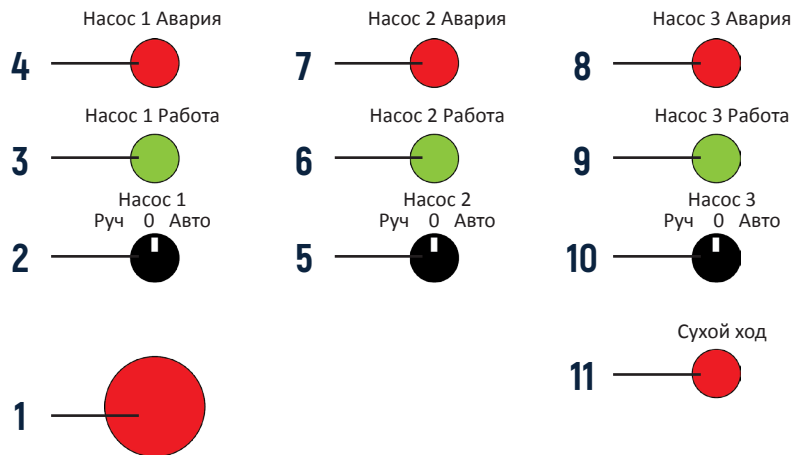 Насос 1 Авария
Насос 2 Авария
Насос 3 Авария
4
7
8
Насос 1 Работа
Насос 2 Работа
Насос 3 Работа
3
6
9
Насос 1
Насос 2
Насос 3
Руч 0 Авто
Руч 0 Авто
Руч 0 Авто
2
5
10
Сухой ход
11
1